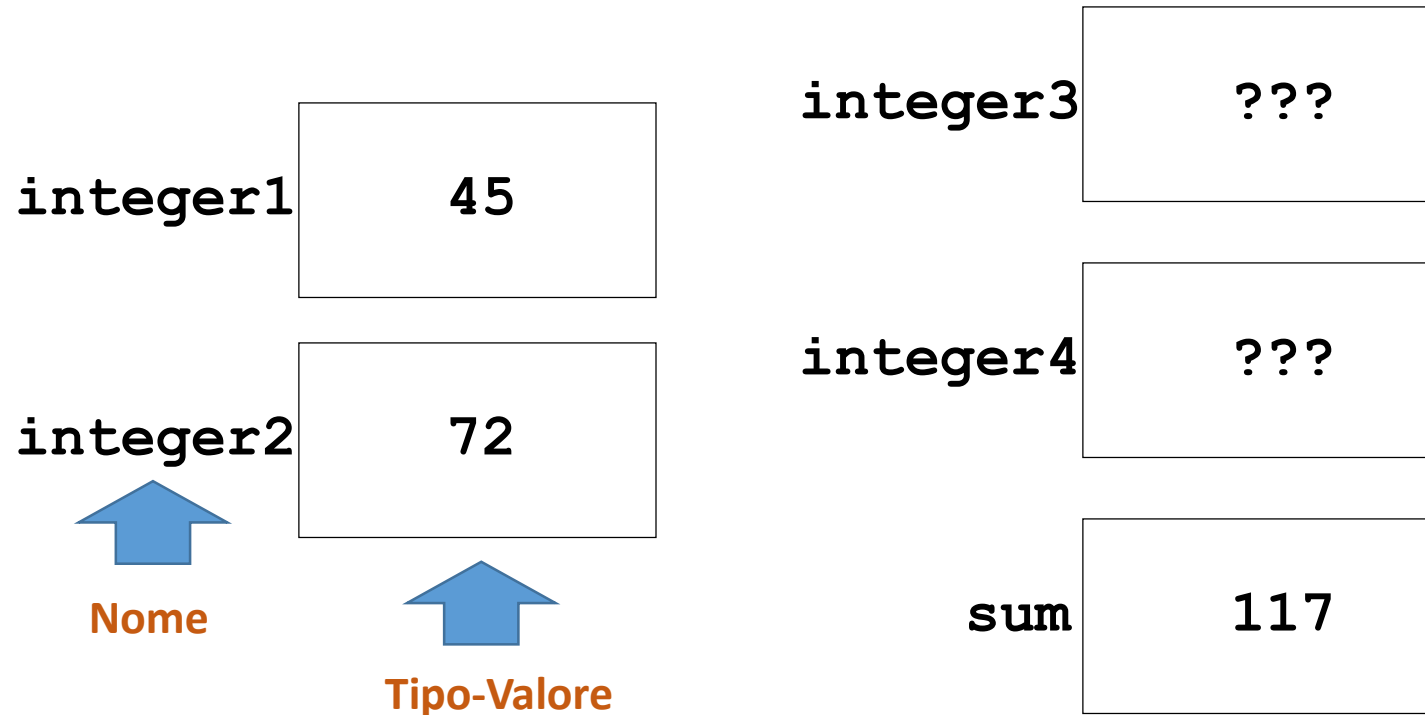 integer1 45
integer2 72
Nome
Tipo-Valore
integer3 ???
integer4 ???
sum 117